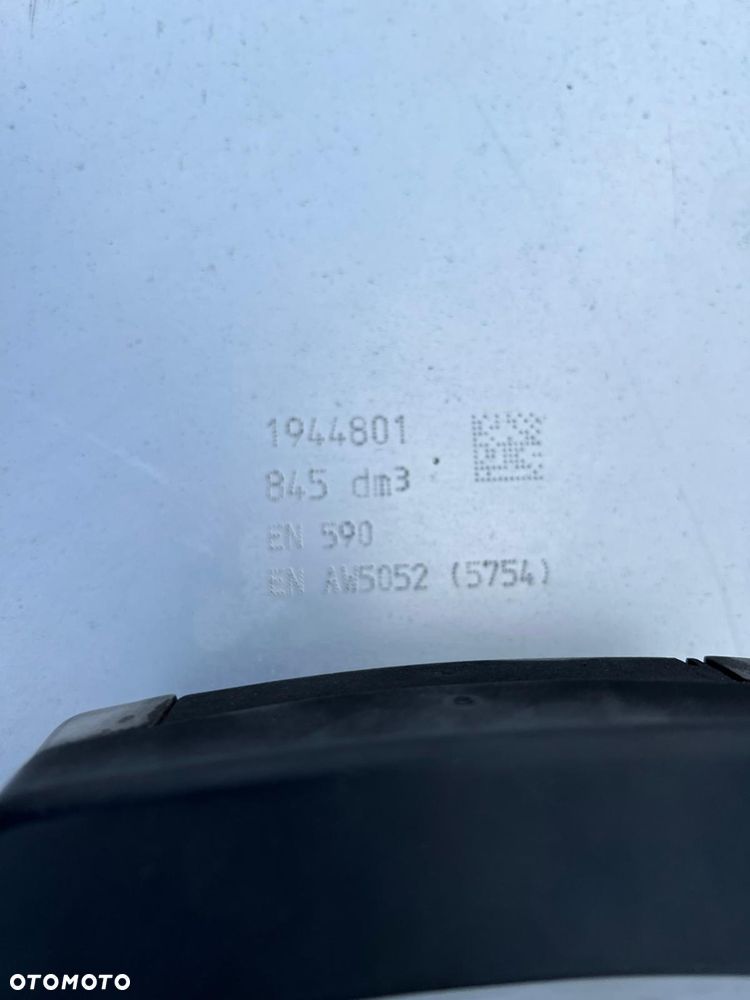 1944801
845 dm³
EN 590
EN AW5052 (5754)
OTOMOTO